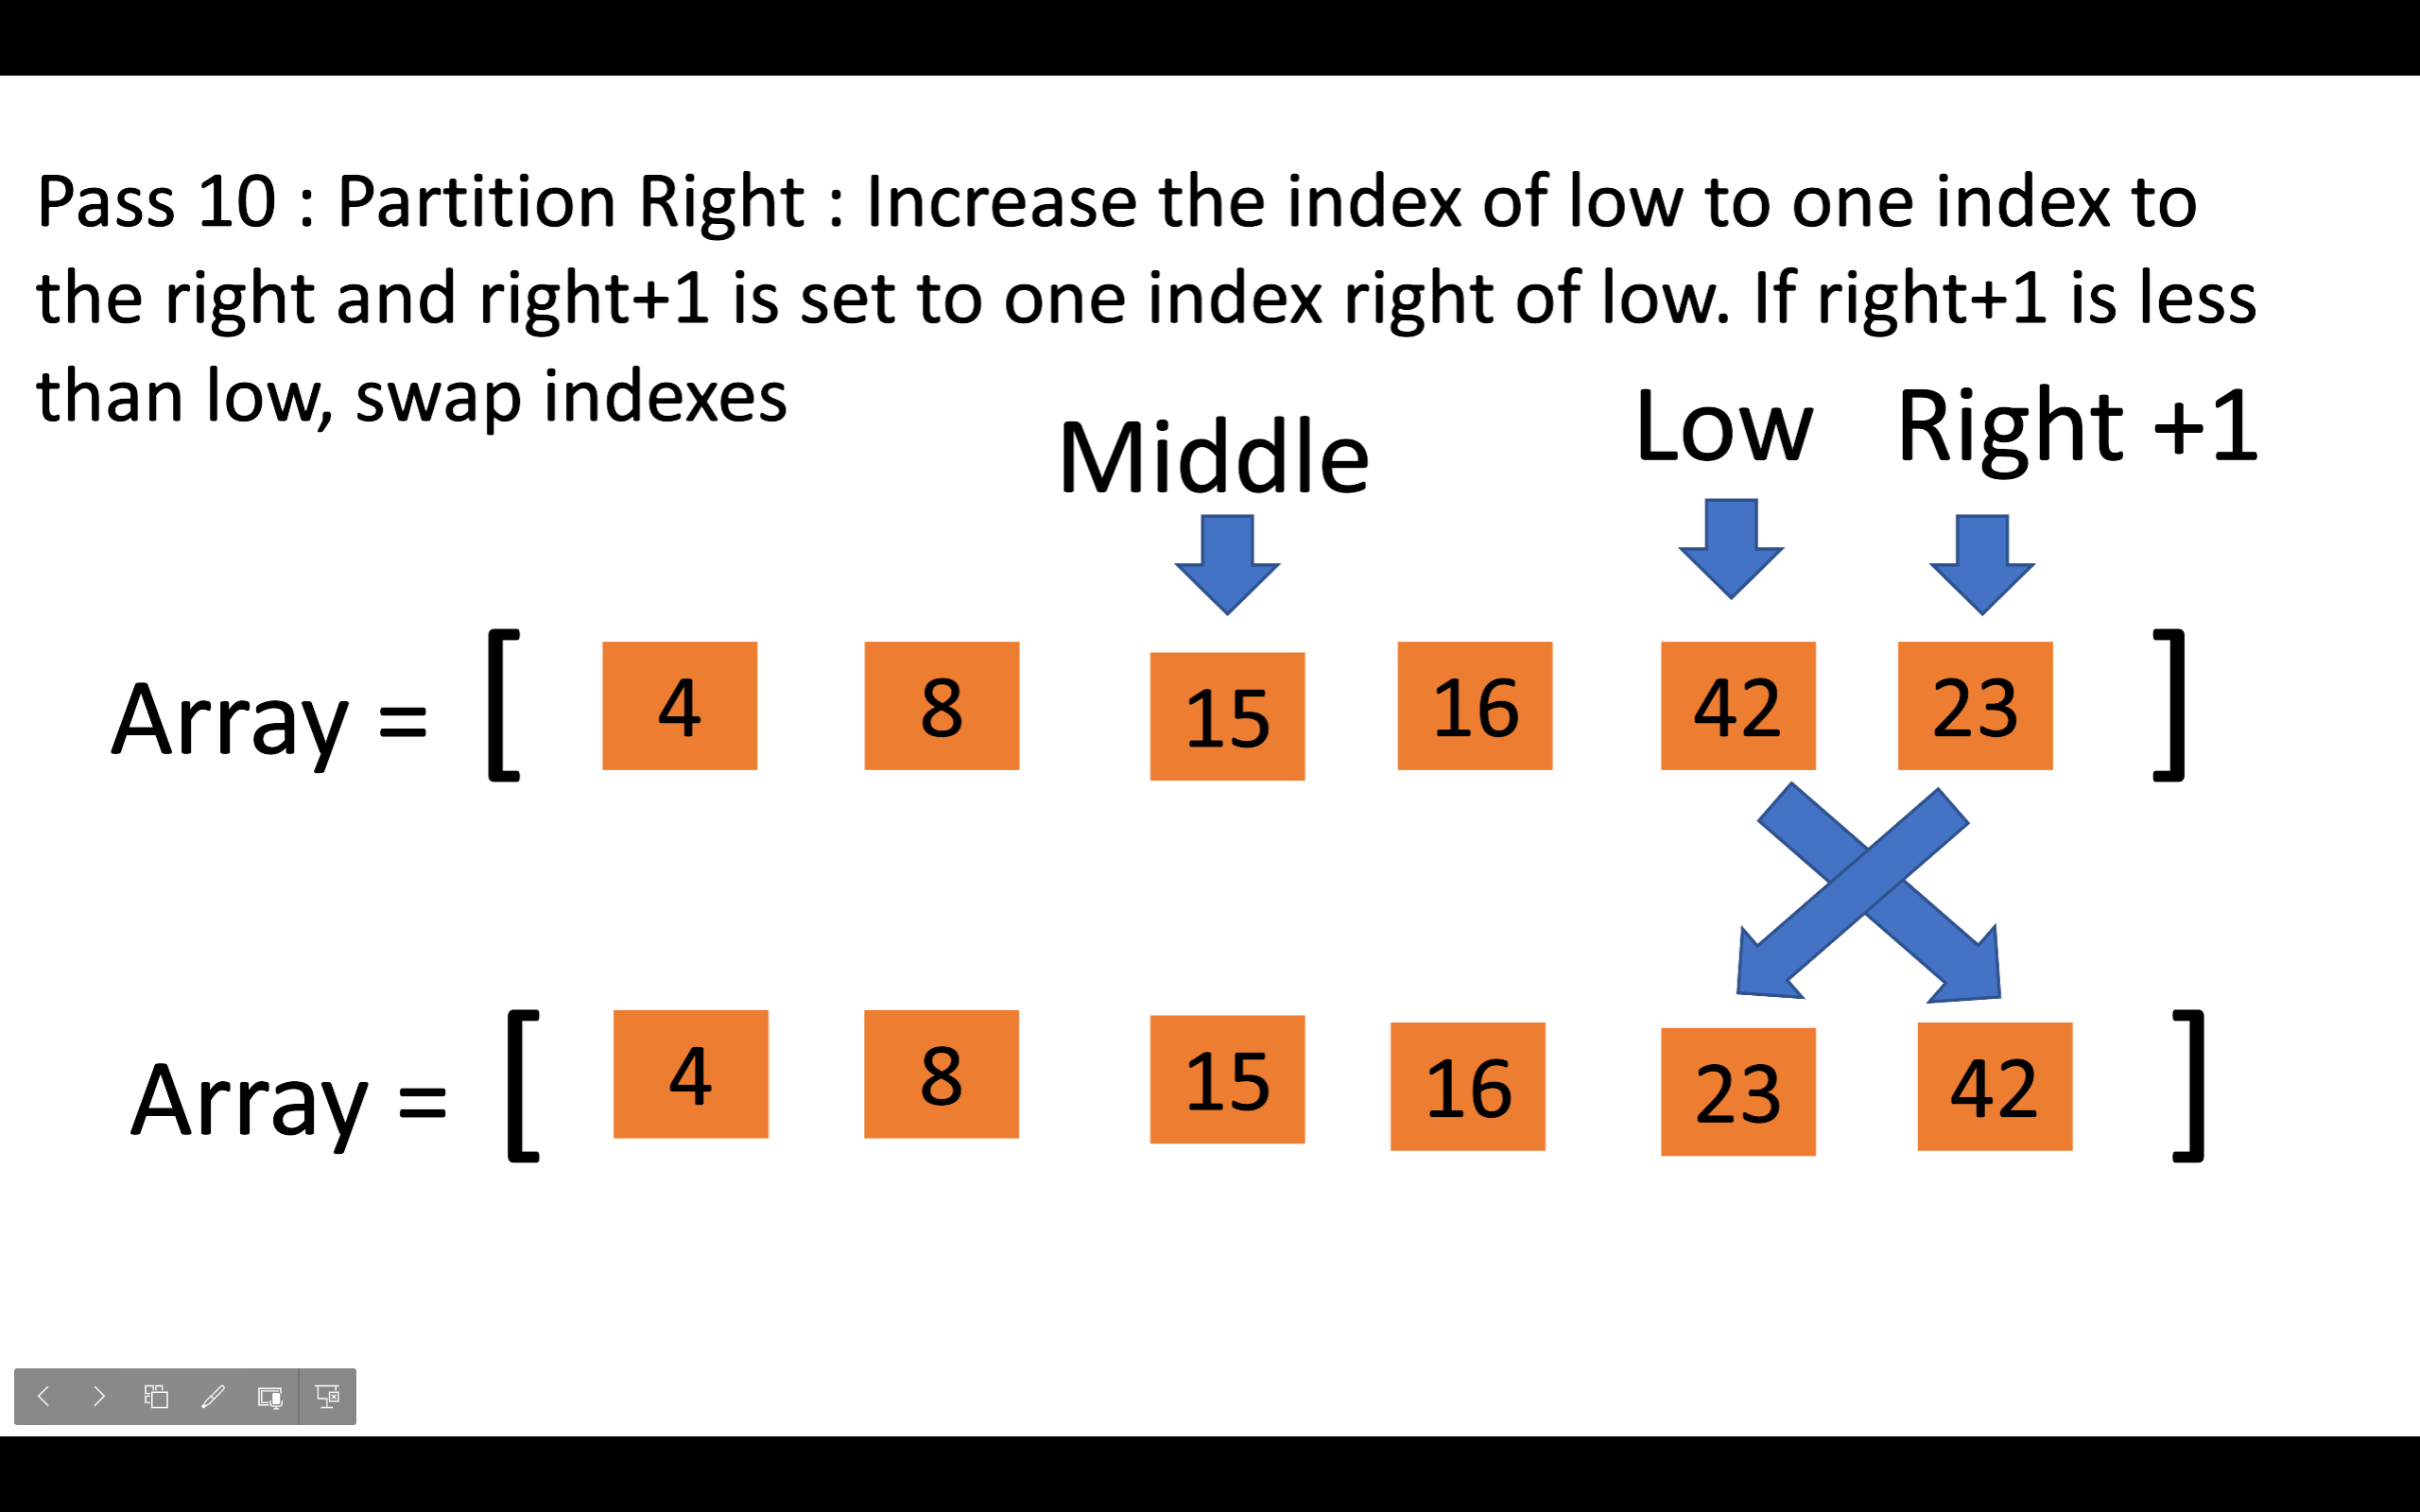 Pass 10 : Partition Right : Increase the index of low to one index to
the right and right+1 is set to one index right of low. If right+1 is less
than low, swap indexes
Middle Low Right +1
Array = [ 4 8 15 16 42 23 ]
Array = [ 4 8 15 16 23 42 ]